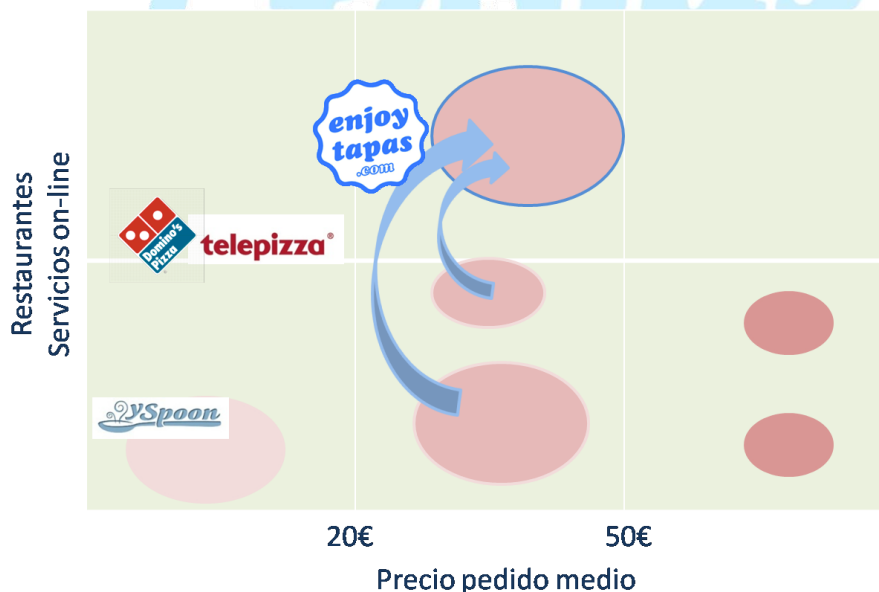 enjoy
tapas
.com
Domino's
Pizza
telepizza®
ySpoon
Restaurantes
Servicios on-line
20€
50€
Precio pedido medio